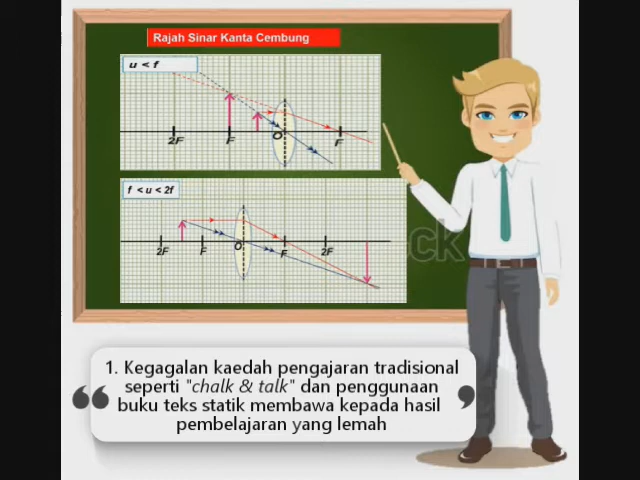 Rajah Sinar Kanta Cembung
u < f
2F F O F
f < u < 2f
2F F O F 2F
ck
1. Kegagalan kaedah pengajaran tradisional
seperti "chalk & talk" dan penggunaan
buku teks statik membawa kepada hasil
pembelajaran yang lemah